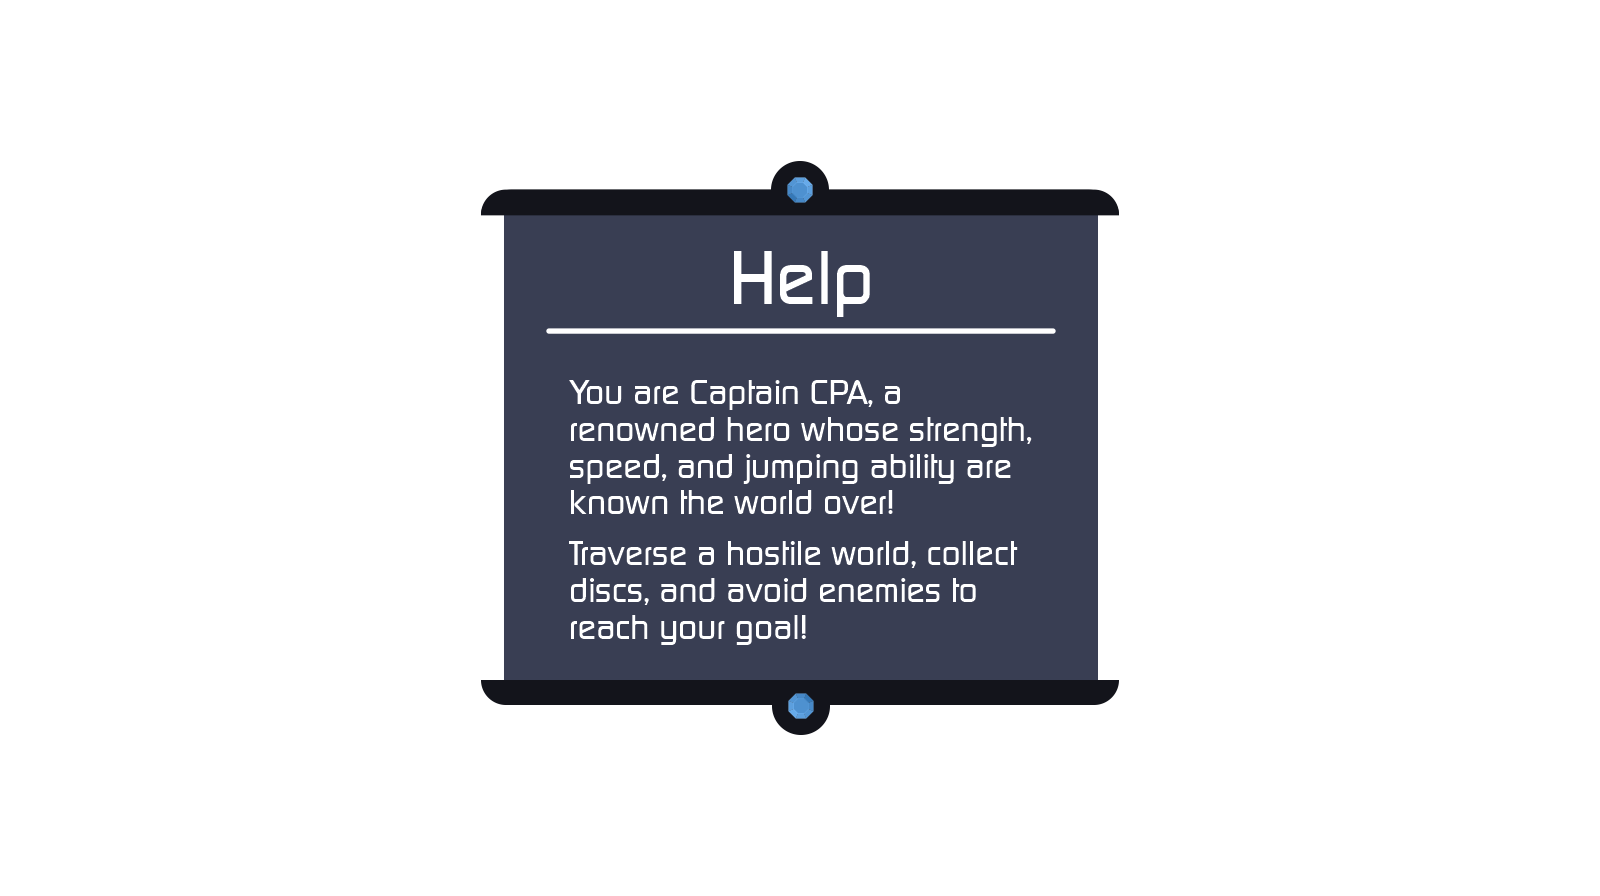 Help
You are Captain CPA, a
renowned hero whose strength,
speed, and jumping ability are
known the world over!
Traverse a hostile world, collect
discs, and avoid enemies to
reach your goal!